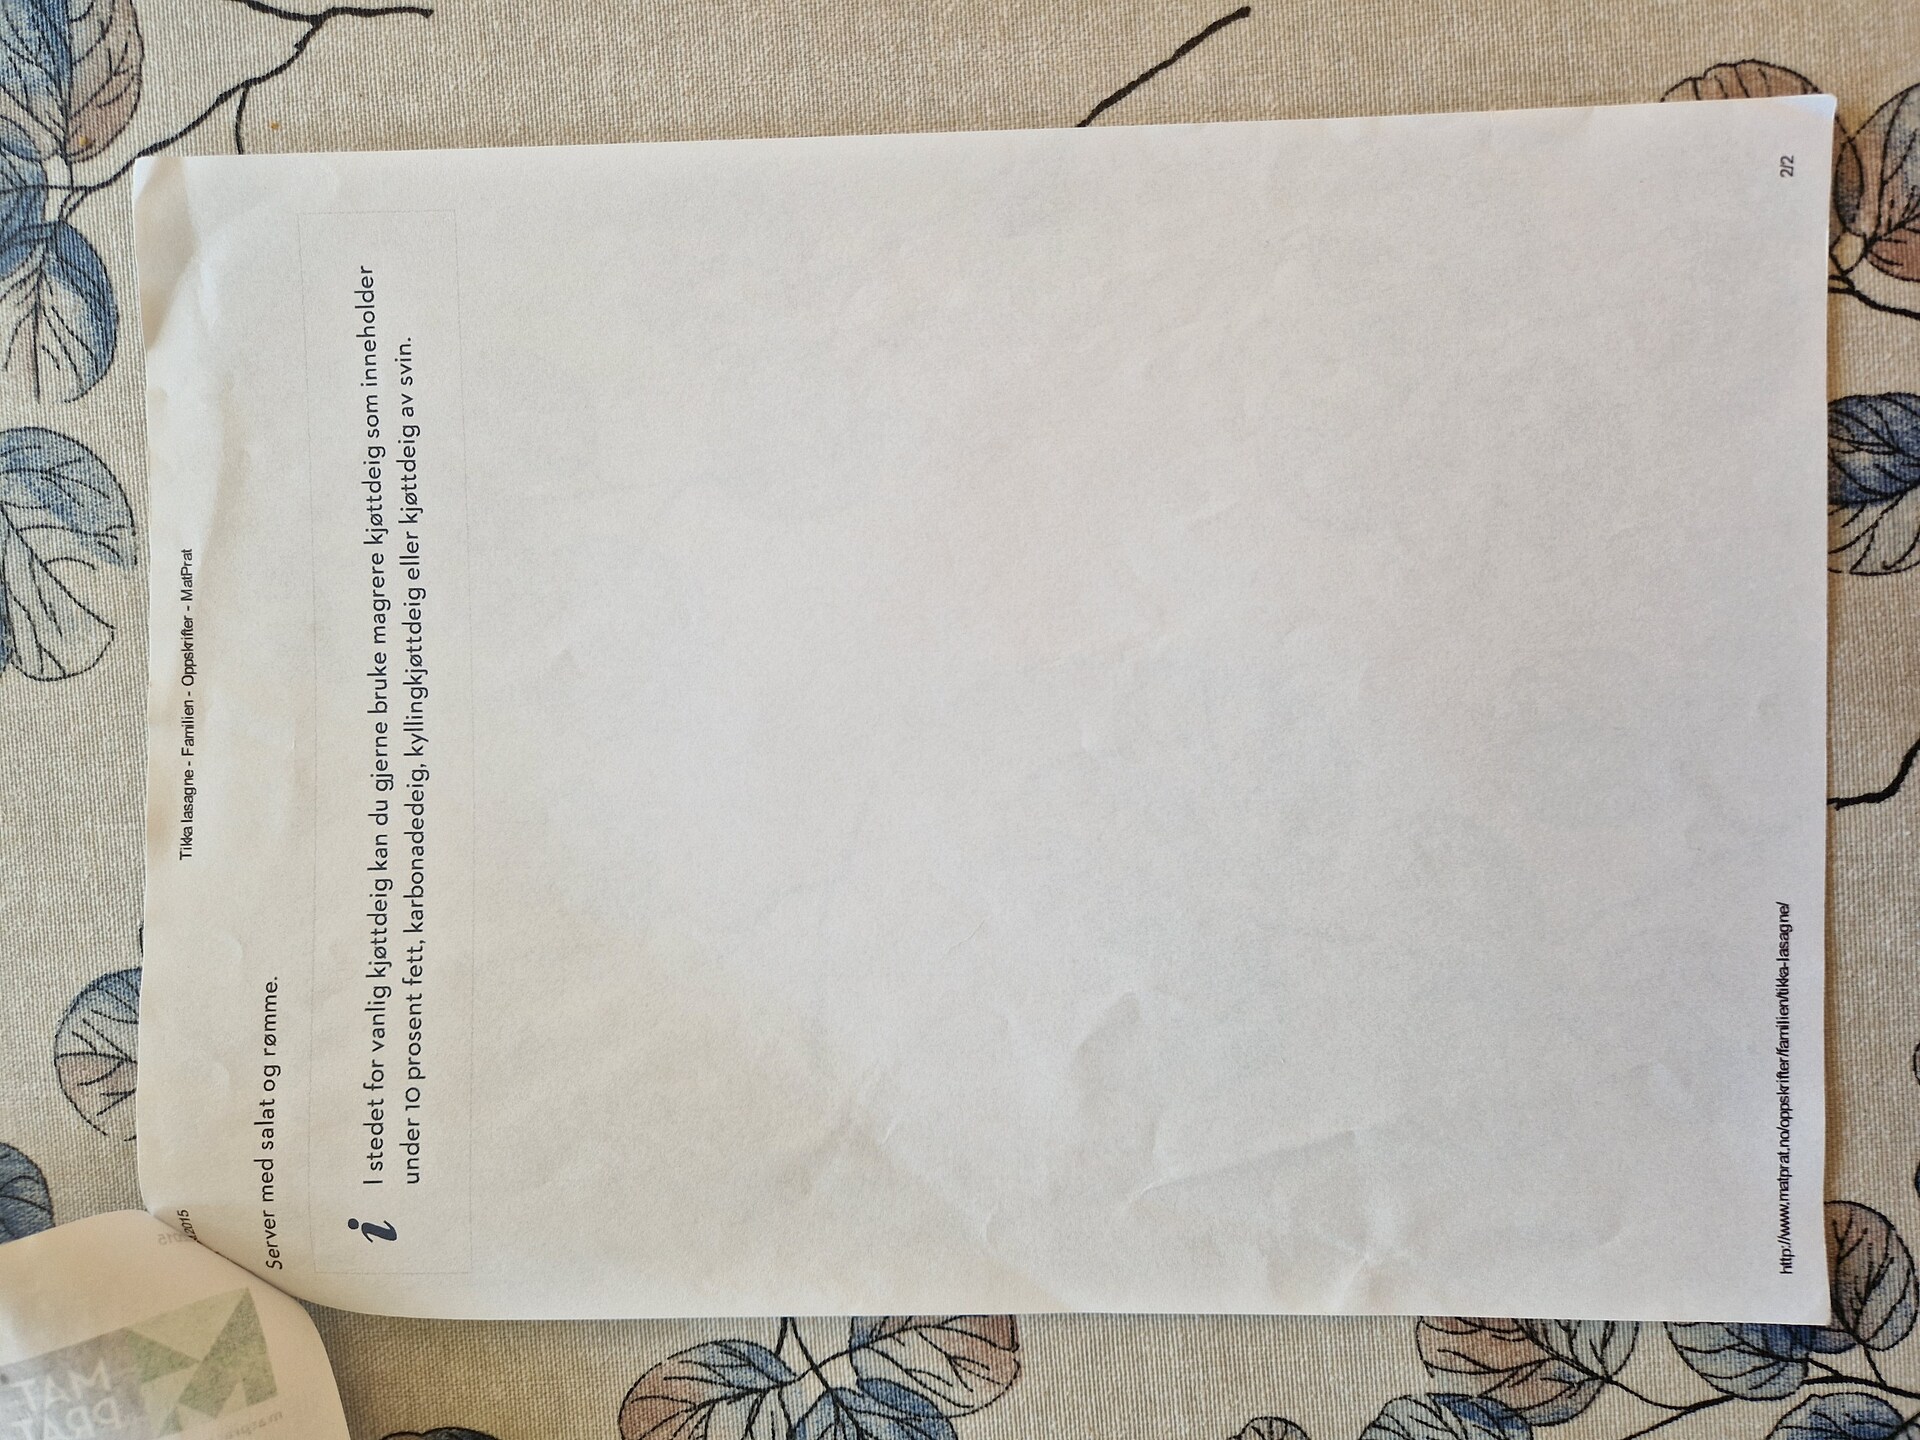 MAT
PRAT
.2015
Tikka lasagne - Familien - Oppskrifter - MatPrat
Server med salat og rømme.
i
I stedet for vanlig kjøttdeig kan du gjerne bruke magrere kjøttdeig som inneholder
under 10 prosent fett, karbonadedeig, kyllingkjøttdeig eller kjøttdeig av svin.
http://www.matprat.no/oppskrifter/familien/tikka-lasagne/
2/2